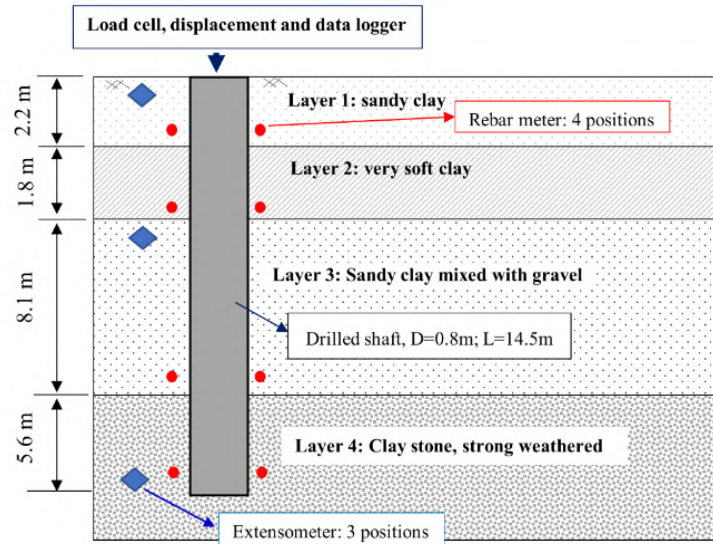 Load cell, displacement and data logger
2.2 m
Layer 1: sandy clay
Rebar meter: 4 positions
1.8 m
Layer 2: very soft clay
8.1 m
Layer 3: Sandy clay mixed with gravel
Drilled shaft, D=0.8m; L=14.5m
5.6 m
Layer 4: Clay stone, strong weathered
Extensometer: 3 positions